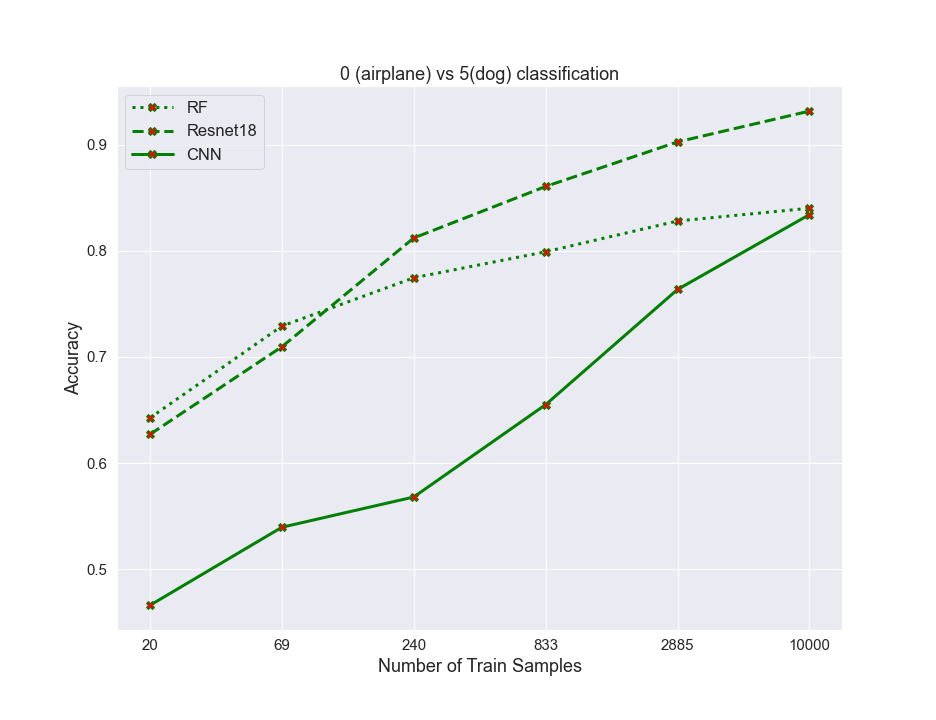 0 (airplane) vs 5(dog) classification
RF
Resnet18
CNN
0.9
0.8
0.7
0.6
0.5
Accuracy
20 69 240 833 2885 10000
Number of Train Samples